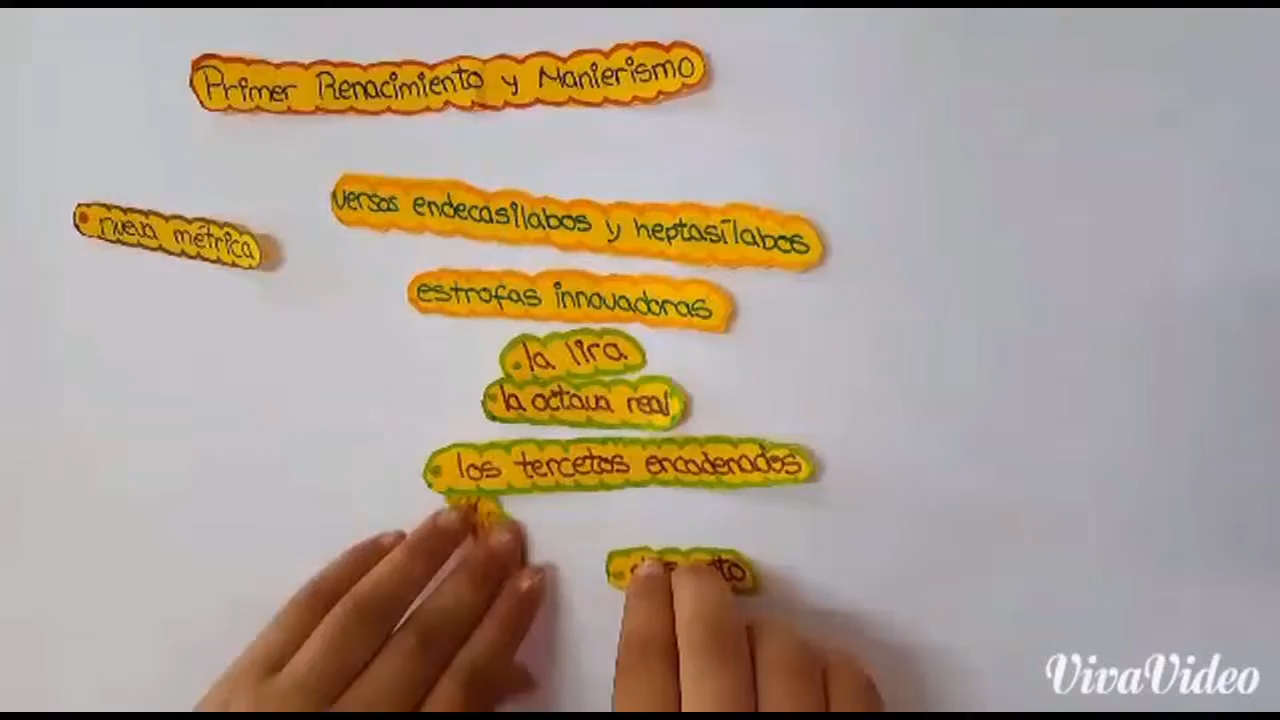 Primer Renacimiento y Manierismo
nueva métrica
versos endecasílabos y heptasílabos
estrofas innovadoras
la lira
la octava real
los tercetos encadenados
VivaVideo